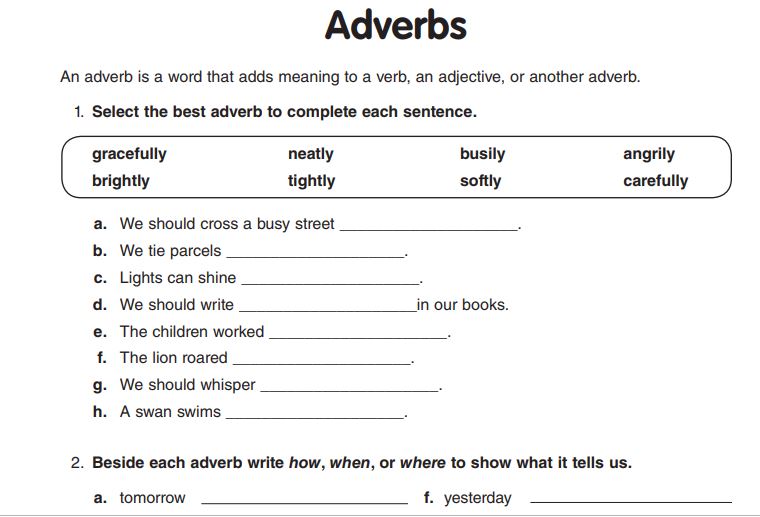 Adverbs
An adverb is a word that adds meaning to a verb, an adjective, or another adverb.
1. Select the best adverb to complete each sentence.
gracefully neatly busily angrily
brightly tightly softly carefully
a. We should cross a busy street ____________________.
b. We tie parcels ____________________.
c. Lights can shine ____________________.
d. We should write ____________________in our books.
e. The children worked ____________________.
f. The lion roared ____________________.
g. We should whisper ____________________.
h. A swan swims ____________________.
2. Beside each adverb write how, when, or where to show what it tells us.
a. tomorrow ____________________ f. yesterday ____________________